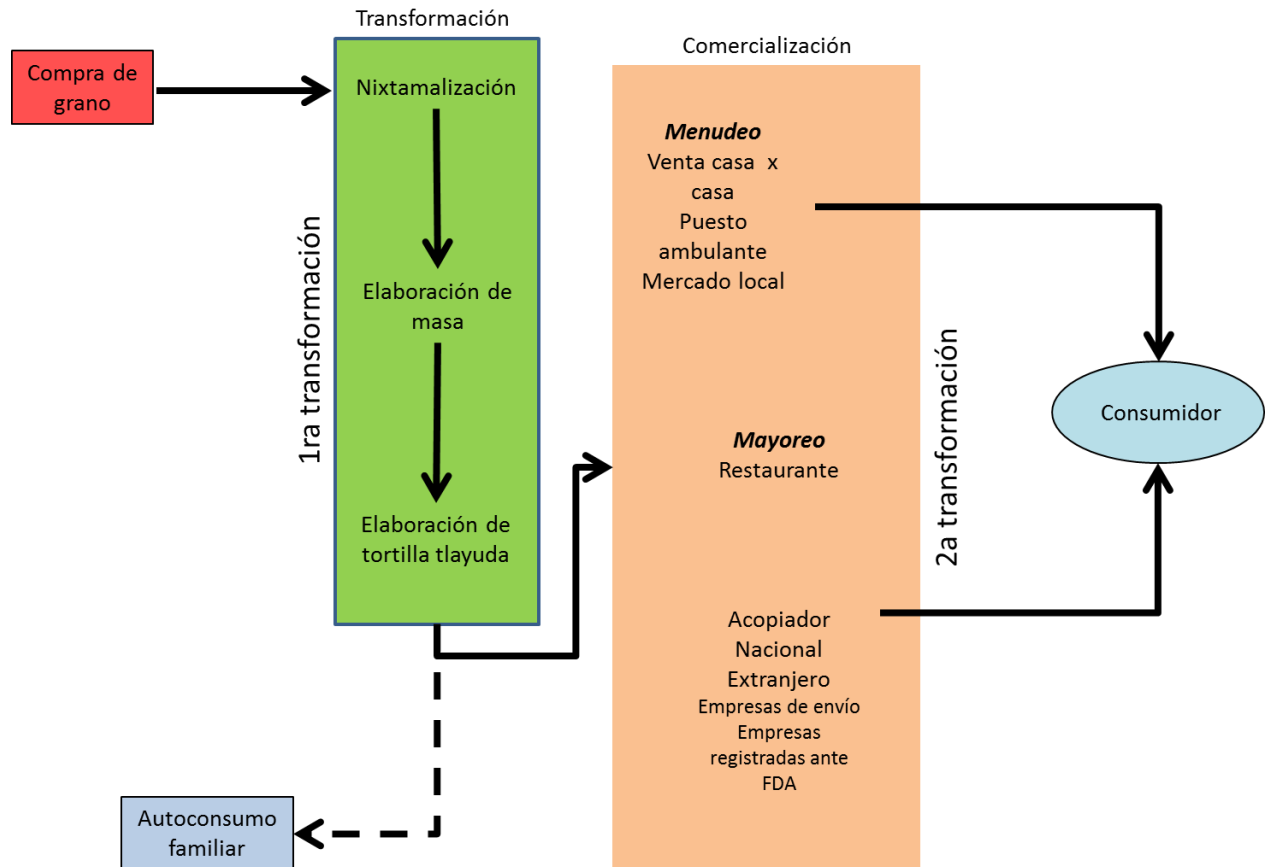 Transformación
Compra de
grano
Nixtamalización
Elaboración de
masa
Elaboración de
tortilla tlayuda
1ra transformación
Autoconsumo
familiar
Comercialización
Menudeo
Venta casa x
casa
Puesto
ambulante
Mercado local
Mayoreo
Restaurante
Acopiador
Nacional
Extranjero
Empresas de envío
Empresas
registradas ante
FDA
2a transformación
Consumidor